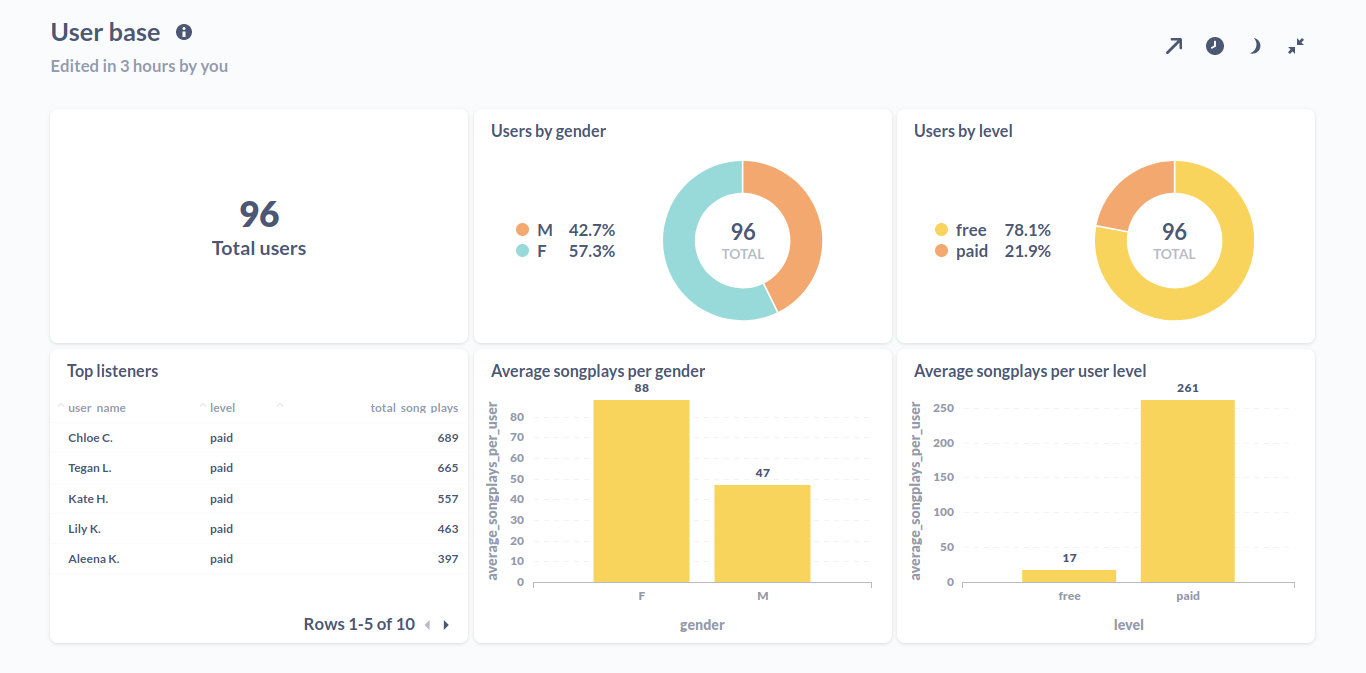 User base
Edited in 3 hours by you
96
Total users
Users by gender
M 42.7%
F 57.3%
96
TOTAL
Users by level
free 78.1%
paid 21.9%
96
TOTAL
Top listeners
user_name level total_song_plays
Chloe C. paid 689
Tegan L. paid 665
Kate H. paid 557
Lily K. paid 463
Aleena K. paid 397
Rows 1-5 of 10
Average songplays per gender
average_songplays_per_user
80
70
60
50
40
30
20
10
0
88
47
F M
gender
Average songplays per user level
average_songplays_per_user
250
200
150
100
50
0
17
261
free paid
level